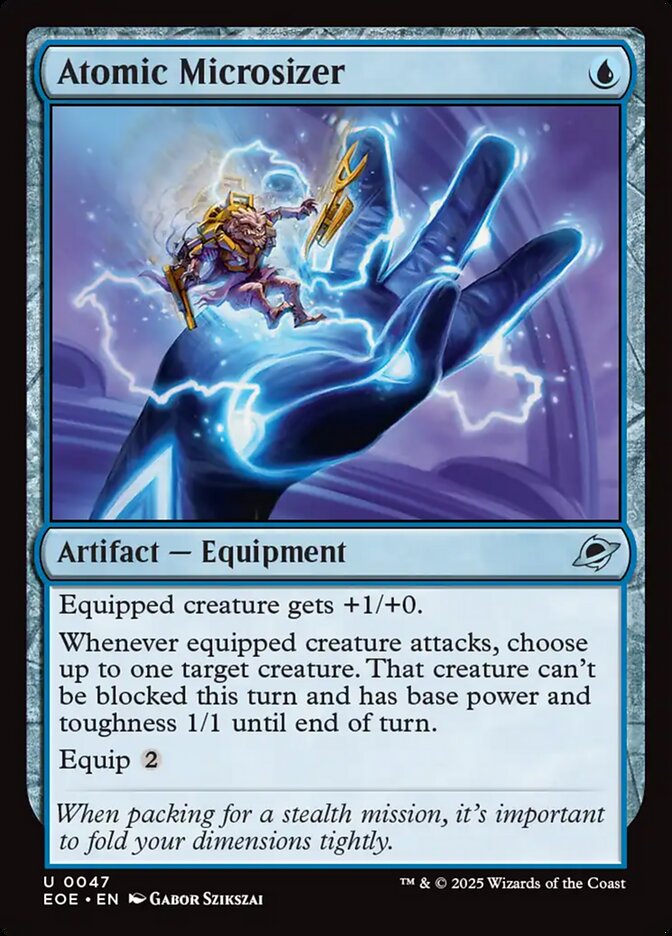 Atomic Microsizer
Artifact — Equipment
Equipped creature gets +1/+0.
Whenever equipped creature attacks, choose
up to one target creature. That creature can't
be blocked this turn and has base power and
toughness 1/1 until end of turn.
Equip 2
When packing for a stealth mission, it's important
to fold your dimensions tightly.
U 0047
EOE • EN Gabor Szikszai
™ & © 2025 Wizards of the Coast